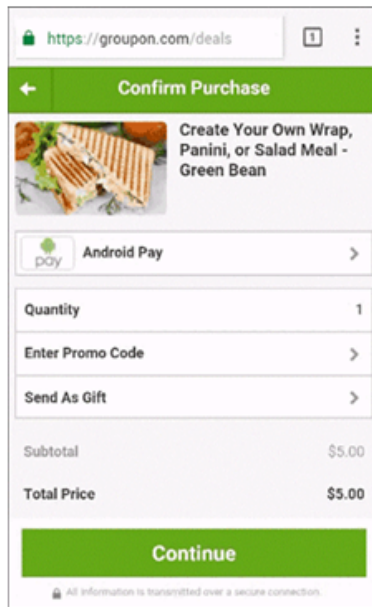 https://groupon.com/deals 1
Confirm Purchase
Create Your Own Wrap,
Panini, or Salad Meal -
Green Bean
pay Android Pay
Quantity 1
Enter Promo Code
Send As Gift
Subtotal $5.00
Total Price $5.00
Continue
All information is transmitted over a secure connection.